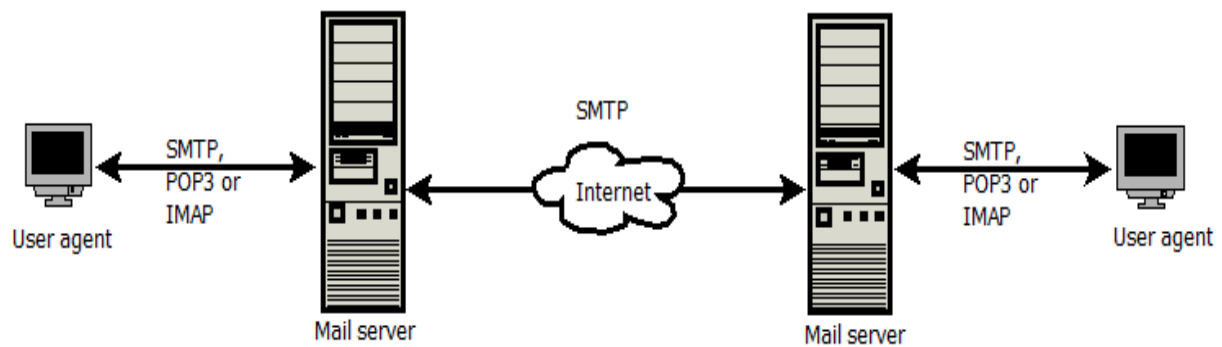 SMTP
SMTP,
POP3 or
IMAP
Internet
SMTP,
POP3 or
IMAP
User agent
User agent
Mail server
Mail server